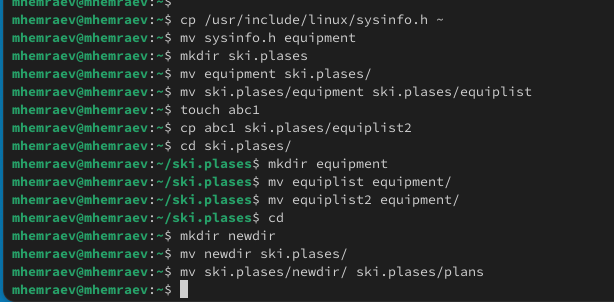 mhemraev@mhemraev:~$
mhemraev@mhemraev:~$ cp /usr/include/linux/sysinfo.h ~
mhemraev@mhemraev:~$ mv sysinfo.h equipment
mhemraev@mhemraev:~$ mkdir ski.plases
mhemraev@mhemraev:~$ mv equipment ski.plases/
mhemraev@mhemraev:~$ mv ski.plases/equipment ski.plases/equiplist
mhemraev@mhemraev:~$ touch abc1
mhemraev@mhemraev:~$ cp abc1 ski.plases/equiplist2
mhemraev@mhemraev:~$ cd ski.plases/
mhemraev@mhemraev:~/ski.plases$ mkdir equipment
mhemraev@mhemraev:~/ski.plases$ mv equiplist equipment/
mhemraev@mhemraev:~/ski.plases$ mv equiplist2 equipment/
mhemraev@mhemraev:~/ski.plases$ cd
mhemraev@mhemraev:~$ mkdir newdir
mhemraev@mhemraev:~$ mv newdir ski.plases/
mhemraev@mhemraev:~$ mv ski.plases/newdir/ ski.plases/plans
mhemraev@mhemraev:~$